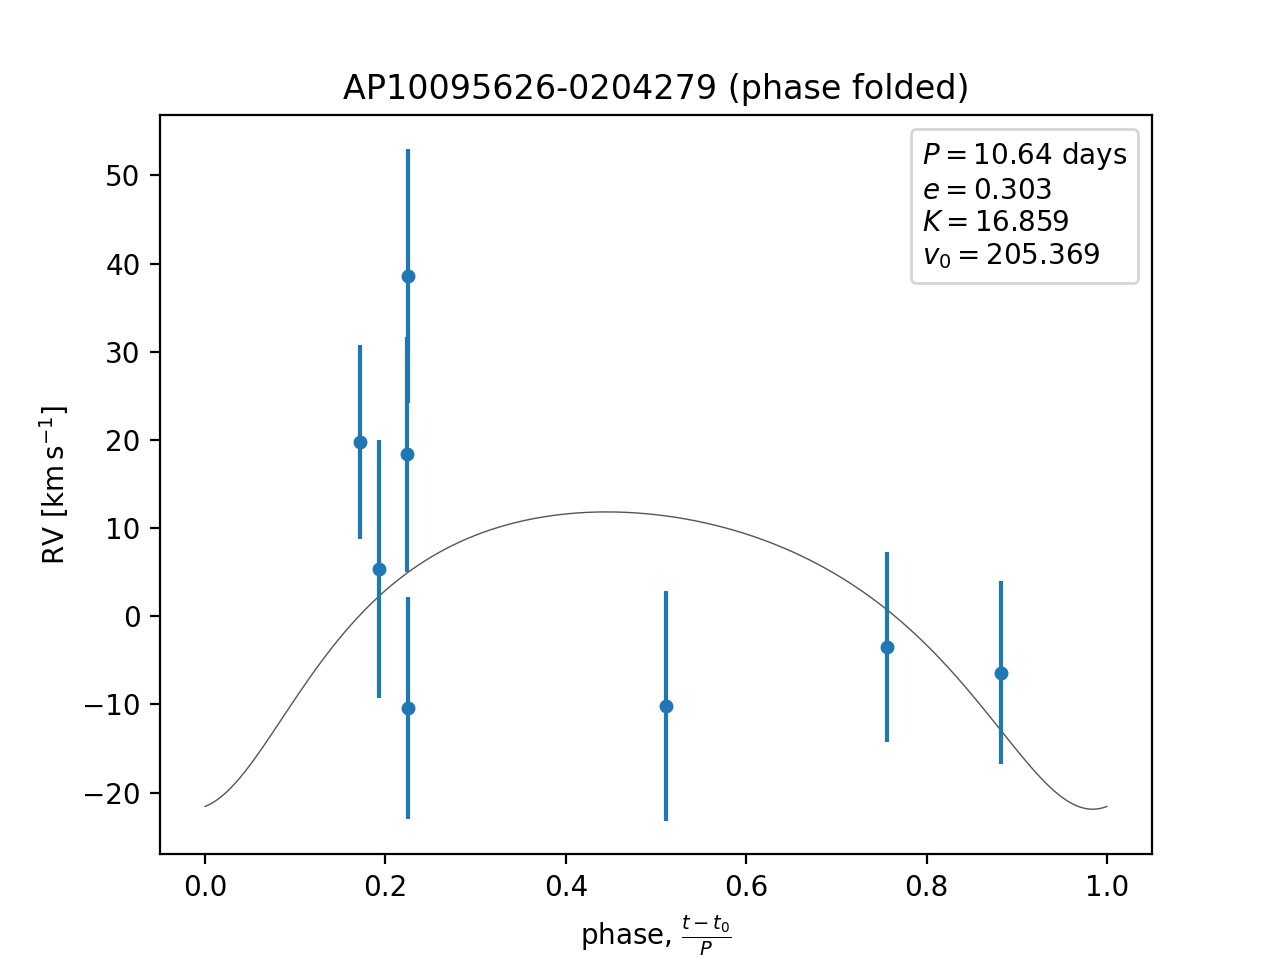 AP10095626-0204279 (phase folded)
P = 10.64 days
e = 0.303
K = 16.859
v₀ = 205.369
50
40
30
20
10
0
−10
−20
RV [km s⁻¹]
0.0 0.2 0.4 0.6 0.8 1.0
phase, (t − t₀)/P